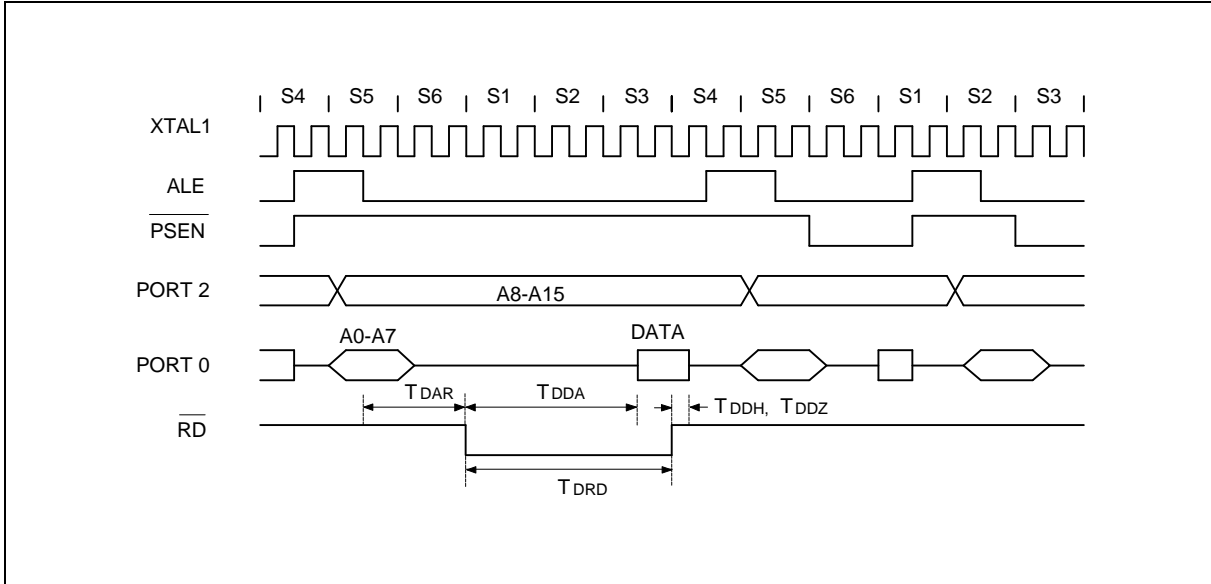 S4 S5 S6 S1 S2 S3 S4 S5 S6 S1 S2 S3
XTAL1
ALE
PSEN
PORT 2
A8-A15
A0-A7
DATA
PORT 0
TDAR
TDDA
TDDH, TDDZ
RD
TDRD